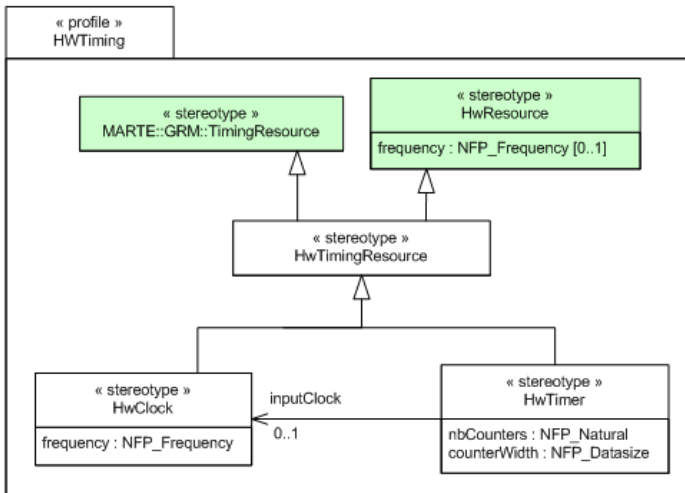 « profile »
HWTiming
« stereotype »
MARTE::GRM::TimingResource
« stereotype »
HwResource
frequency : NFP_Frequency [0..1]
« stereotype »
HwTimingResource
« stereotype »
HwClock
frequency : NFP_Frequency
inputClock
0..1
« stereotype »
HwTimer
nbCounters : NFP_Natural
counterWidth : NFP_Datasize